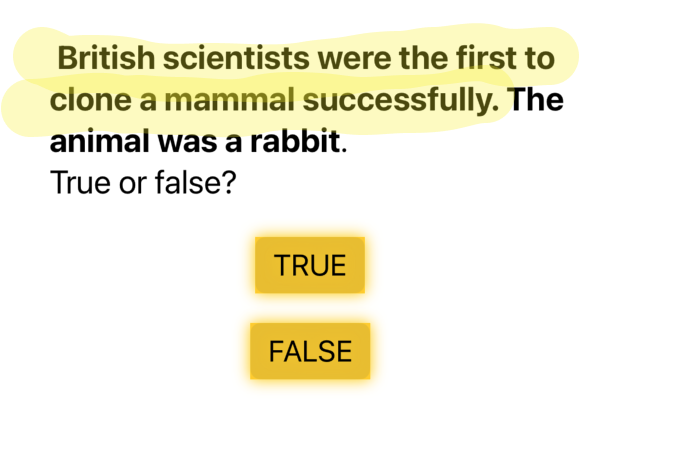 British scientists were the first to
clone a mammal successfully. The
animal was a rabbit.
True or false?
TRUE
FALSE